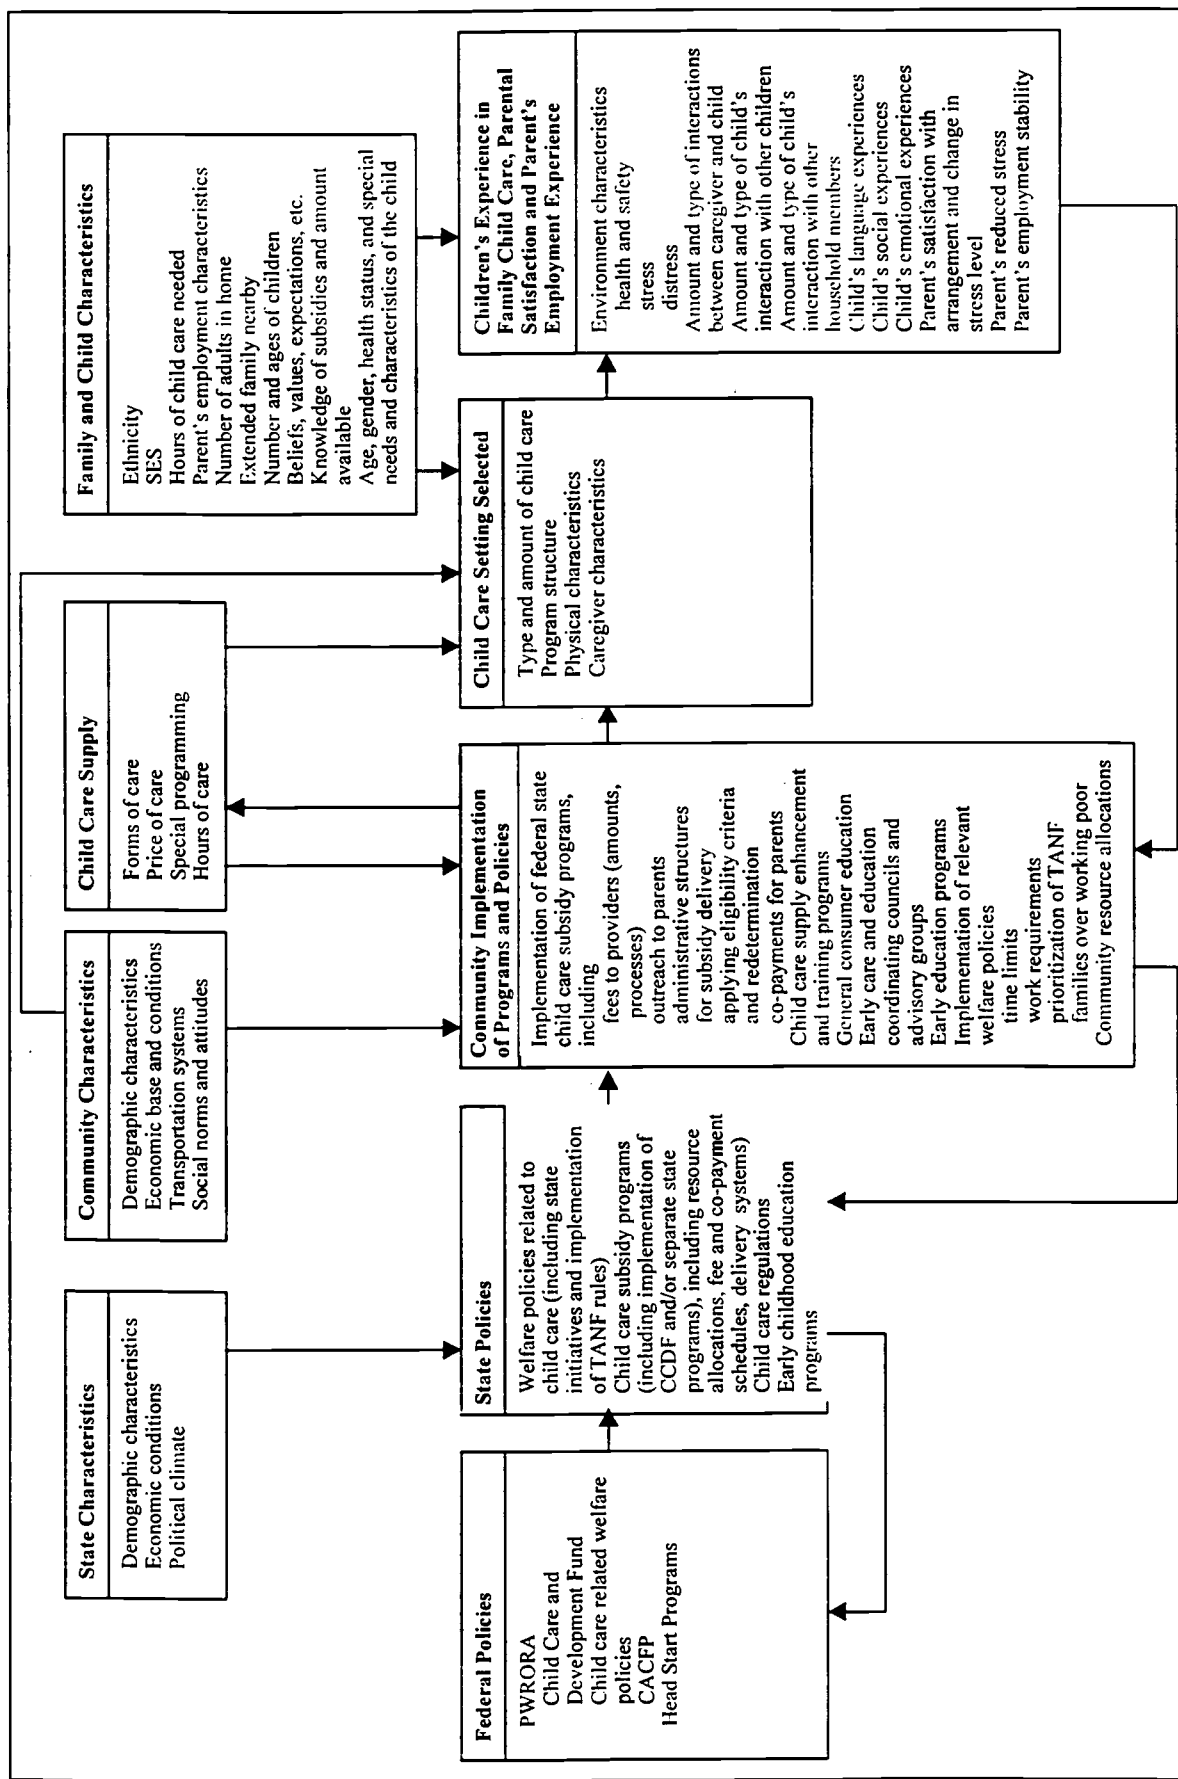 State Characteristics
Demographic characteristics
Economic conditions
Political climate
Community Characteristics
Demographic characteristics
Economic base and conditions
Transportation systems
Social norms and attitudes
Child Care Supply
Forms of care
Price of care
Special programming
Hours of care
Family and Child Characteristics
Ethnicity
SES
Hours of child care needed
Parent's employment characteristics
Number of adults in home
Extended family nearby
Number and ages of children
Beliefs, values, expectations, etc.
Knowledge of subsidies and amount
available
Age, gender, health status, and special
needs and characteristics of the child
Federal Policies
PWRORA
Child Care and
Development Fund
Child care related welfare
policies
CACFP
Head Start Programs
State Policies
Welfare policies related to
child care (including state
initiatives and implementation
of TANF rules)
Child care subsidy programs
(including implementation of
CCDF and/or separate state
programs), including resource
allocations, fee and co-payment
schedules, delivery systems)
Child care regulations
Early childhood education
programs
Community Implementation
of Programs and Policies
Implementation of federal state
child care subsidy programs,
including
fees to providers (amounts,
processes)
outreach to parents
administrative structures
for subsidy delivery
applying eligibility criteria
and redetermination
co-payments for parents
Child care supply enhancement
and training programs
General consumer education
Early care and education
coordinating councils and
advisory groups
Early education programs
Implementation of relevant
welfare policies
time limits
work requirements
prioritization of TANF
families over working poor
Community resource allocations
Child Care Setting Selected
Type and amount of child care
Program structure
Physical characteristics
Caregiver characteristics
Children's Experience in
Family Child Care, Parental
Satisfaction and Parent's
Employment Experience
Environment characteristics
health and safety
stress
distress
Amount and type of interactions
between caregiver and child
Amount and type of child's
interaction with other children
Amount and type of child's
interaction with other
household members
Child's language experiences
Child's social experiences
Child's emotional experiences
Parent's satisfaction with
arrangement and change in
stress level
Parent's reduced stress
Parent's employment stability